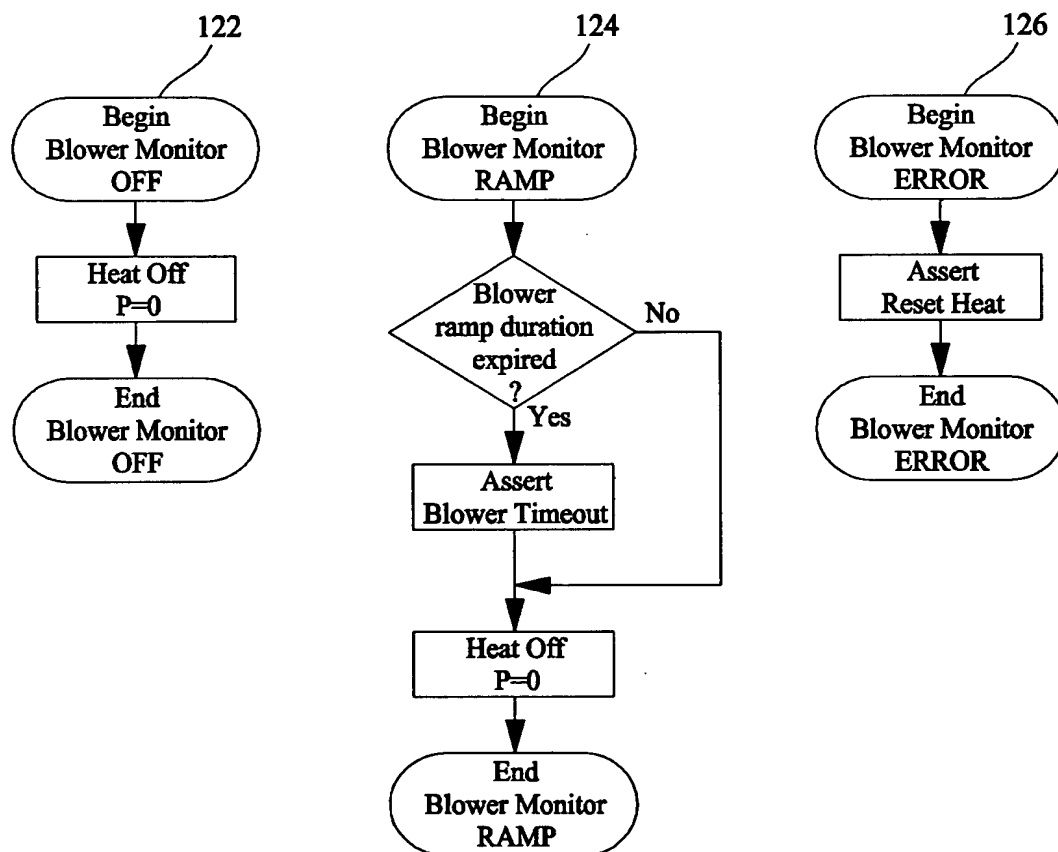 122
Begin
Blower Monitor
OFF
Heat Off
P=0
End
Blower Monitor
OFF
124
Begin
Blower Monitor
RAMP
Blower
ramp duration
expired
?
No
Yes
Assert
Blower Timeout
Heat Off
P=0
End
Blower Monitor
RAMP
126
Begin
Blower Monitor
ERROR
Assert
Reset Heat
End
Blower Monitor
ERROR